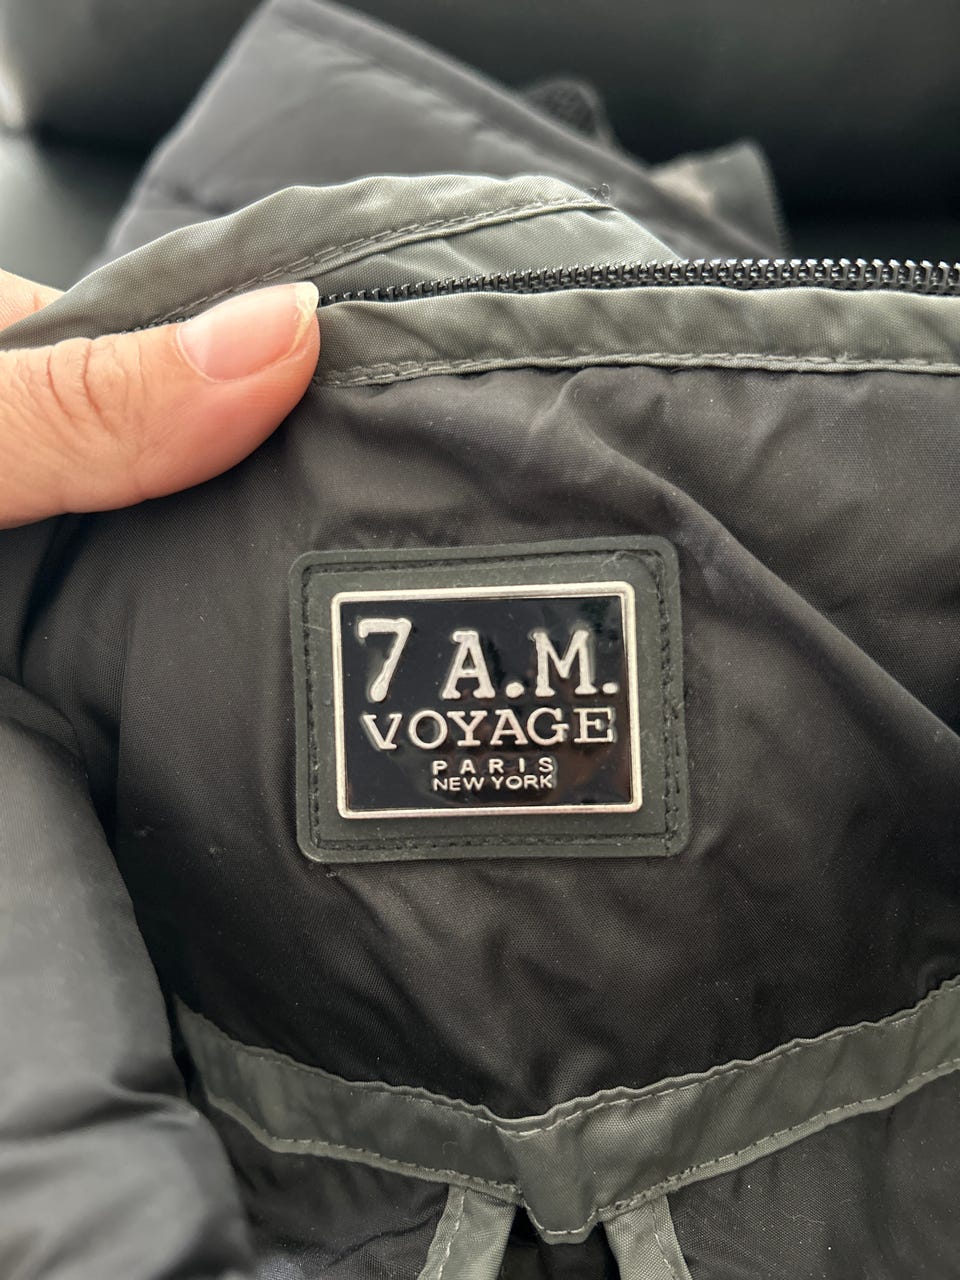 7 A.M.
VOYAGE
PARIS
NEW YORK